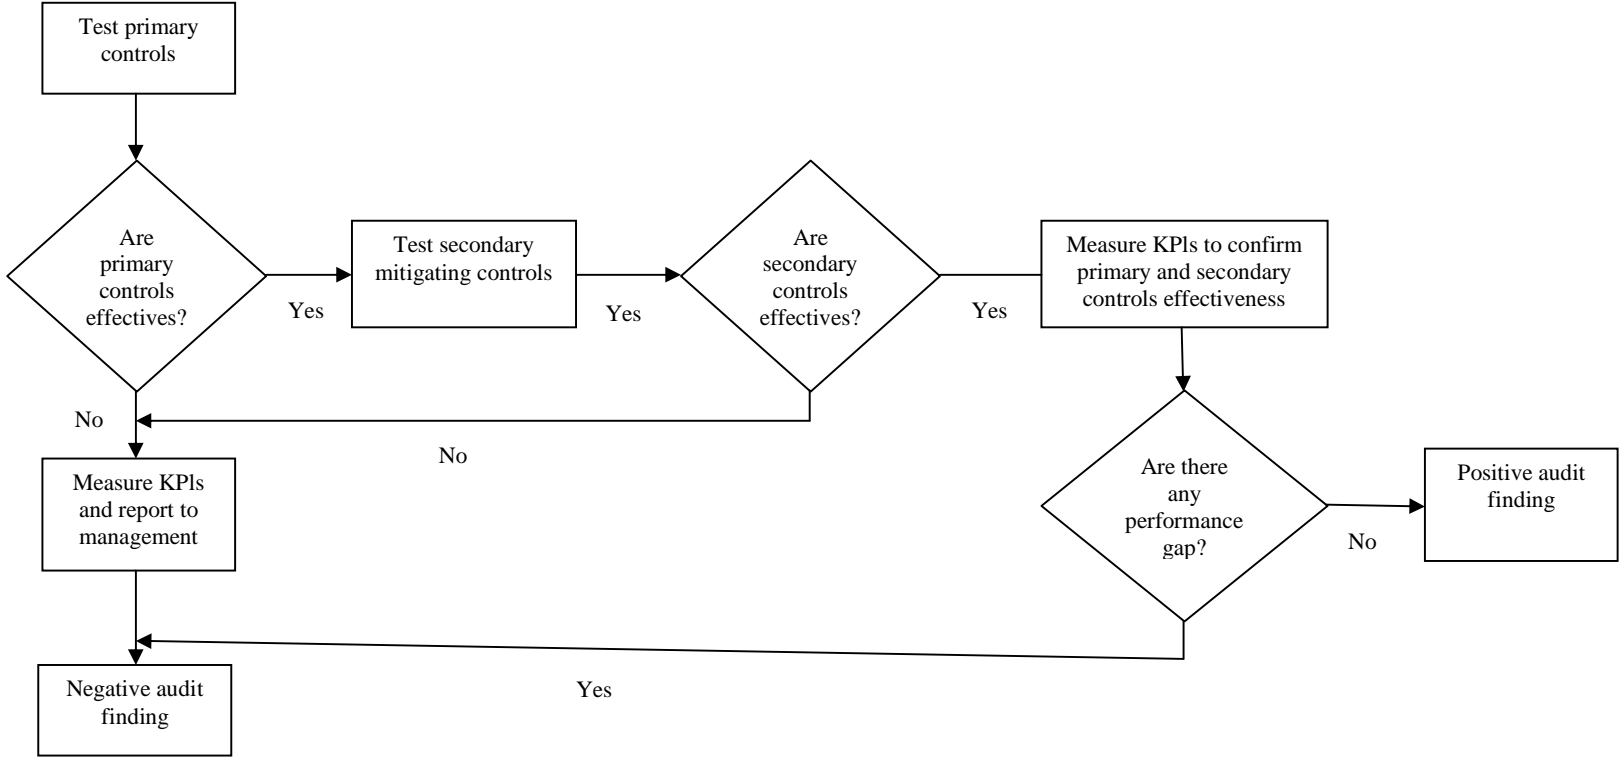 Test primary
controls
Are
primary
controls
effectives?
Yes
Test secondary
mitigating controls
Yes
Are
secondary
controls
effectives?
Yes
Measure KPls to confirm
primary and secondary
controls effectiveness
No
No
Measure KPls
and report to
management
Are there
any
performance
gap?
No
Positive audit
finding
Negative audit
finding
Yes